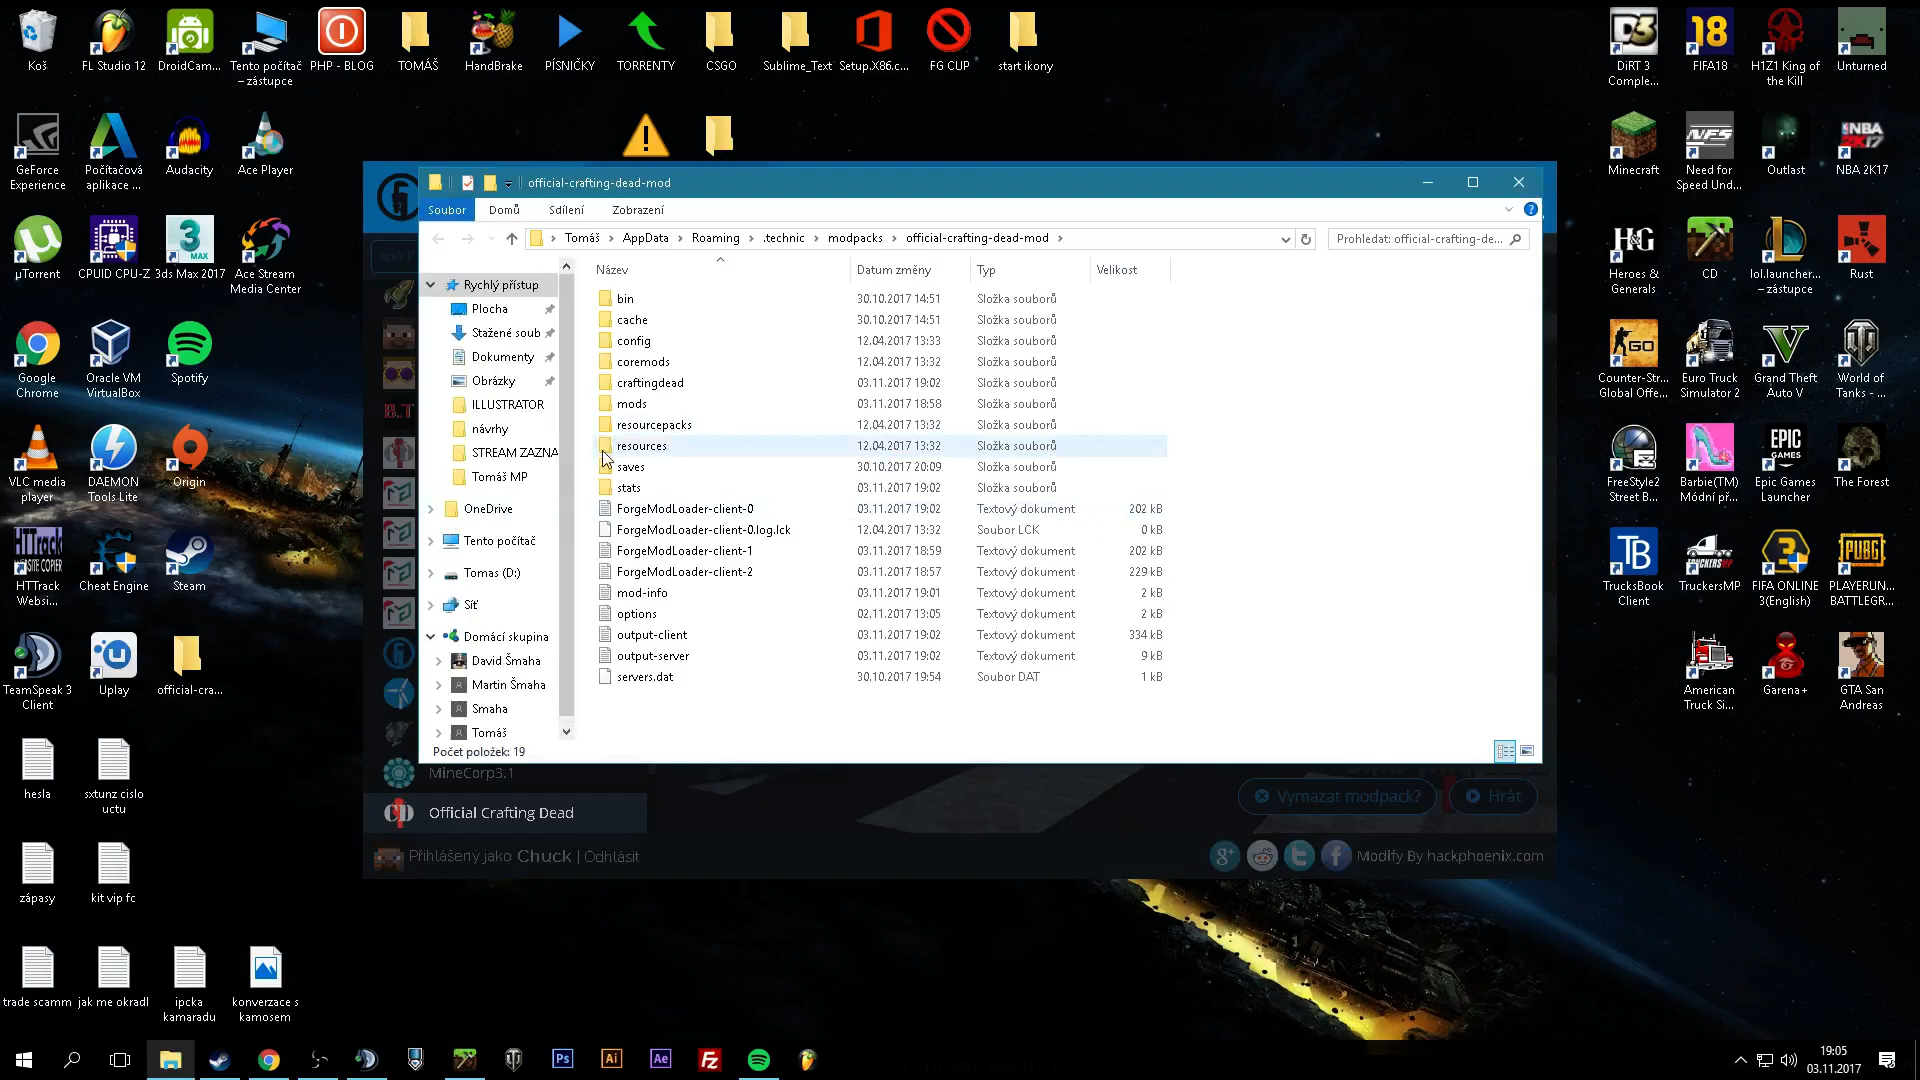 Koš
FL Studio 12
DroidCam...
Tento počítač
– zástupce
PHP - BLOG
TOMÁŠ
HandBrake
PÍSNIČKY
TORRENTY
CSGO
Sublime_Text
Setup.X86.c...
FG CUP
start ikony
DiRT 3
Comple...
FIFA18
H1Z1 King of
the Kill
Unturned
GeForce
Experience
Počítačová
aplikace ...
Audacity
Ace Player
Minecraft
Need for
Speed Und...
Outlast
NBA 2K17
µTorrent
CPUID CPU-Z
3ds Max 2017
Ace Stream
Media Center
Heroes &
Generals
CD
lol.launcher...
– zástupce
Rust
Google
Chrome
Oracle VM
VirtualBox
Spotify
Counter-Str...
Global Offe...
Euro Truck
Simulator 2
Grand Theft
Auto V
World of
Tanks - ...
VLC media
player
DAEMON
Tools Lite
Origin
FreeStyle2
Street B...
Barbie(TM)
Módní př...
Epic Games
Launcher
The Forest
HTTrack
Websi...
Cheat Engine
Steam
TrucksBook
Client
TruckersMP
FIFA ONLINE
3(English)
PLAYERUN...
BATTLEGR...
TeamSpeak 3
Client
Uplay
official-cra...
American
Truck Si...
Garena+
GTA San
Andreas
hesla
sxtunz cislo
uctu
zápasy
kit vip fc
trade scamm
jak me okradl
ipcka
kamaradu
konverzace s
kamosem
official-crafting-dead-mod
Soubor Domů Sdílení Zobrazení
Tomáš AppData Roaming .technic modpacks official-crafting-dead-mod
Prohledat: official-crafting-de...
Rychlý přístup
Plocha
Stažené soub
Dokumenty
Obrázky
ILLUSTRATOR
návrhy
STREAM ZAZNA
Tomáš MP
OneDrive
Tento počítač
Tomas (D:)
Síť
Domácí skupina
David Šmaha
Martin Šmaha
Smaha
Tomáš
Název Datum změny Typ Velikost
bin 30.10.2017 14:51 Složka souborů
cache 30.10.2017 14:51 Složka souborů
config 12.04.2017 13:33 Složka souborů
coremods 12.04.2017 13:32 Složka souborů
craftingdead 03.11.2017 19:02 Složka souborů
mods 03.11.2017 18:58 Složka souborů
resourcepacks 12.04.2017 13:32 Složka souborů
resources 12.04.2017 13:32 Složka souborů
saves 30.10.2017 20:09 Složka souborů
stats 03.11.2017 19:02 Složka souborů
ForgeModLoader-client-0 03.11.2017 19:02 Textový dokument 202 kB
ForgeModLoader-client-0.log.lck 12.04.2017 13:32 Soubor LCK 0 kB
ForgeModLoader-client-1 03.11.2017 18:59 Textový dokument 202 kB
ForgeModLoader-client-2 03.11.2017 18:57 Textový dokument 229 kB
mod-info 03.11.2017 19:01 Textový dokument 2 kB
options 02.11.2017 13:05 Textový dokument 2 kB
output-client 03.11.2017 19:02 Textový dokument 334 kB
output-server 03.11.2017 19:02 Textový dokument 9 kB
servers.dat 30.10.2017 19:54 Soubor DAT 1 kB
Počet položek: 19
MineCorp3.1
Official Crafting Dead
Vymazat modpack?
Hrát
Přihlášený jako Chuck | Odhlásit
Modify By hackphoenix.com
19:05
03.11.2017